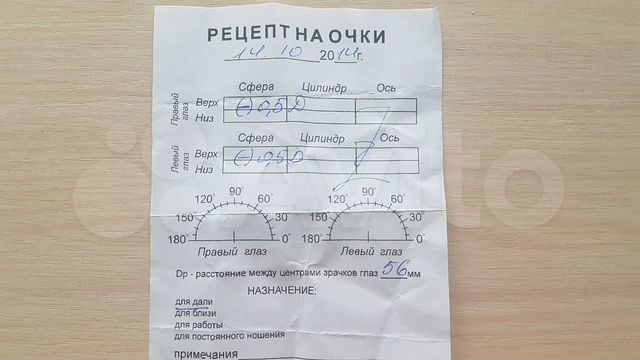 РЕЦЕПТ НА ОЧКИ
14.10 2014г.
Сфера Цилиндр Ось
Правый глаз
Верх (-) 0,5 Д
Низ
Сфера Цилиндр Ось
Левый глаз
Верх (-) 0,5 Д
Низ
90° 90°
120° 60° 120° 60°
150 30° 150 30°
180° 0° 180° 0°
Правый глаз Левый глаз
Dp - расстояние между центрами зрачков глаз 56 мм
НАЗНАЧЕНИЕ:
для дали
для близи
для работы
для постоянного ношения
примечания
Avito